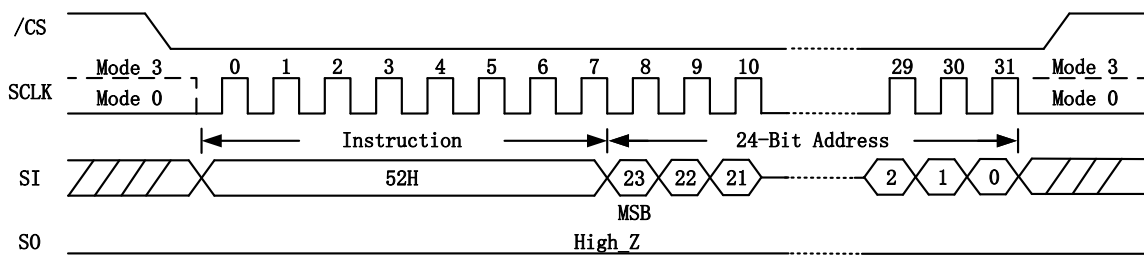 /CS
Mode 3 0 1 2 3 4 5 6 7 8 9 10 29 30 31 Mode 3
SCLK
Mode 0 Mode 0
Instruction 24-Bit Address
SI 52H 23 22 21 2 1 0
MSB
SO High_Z